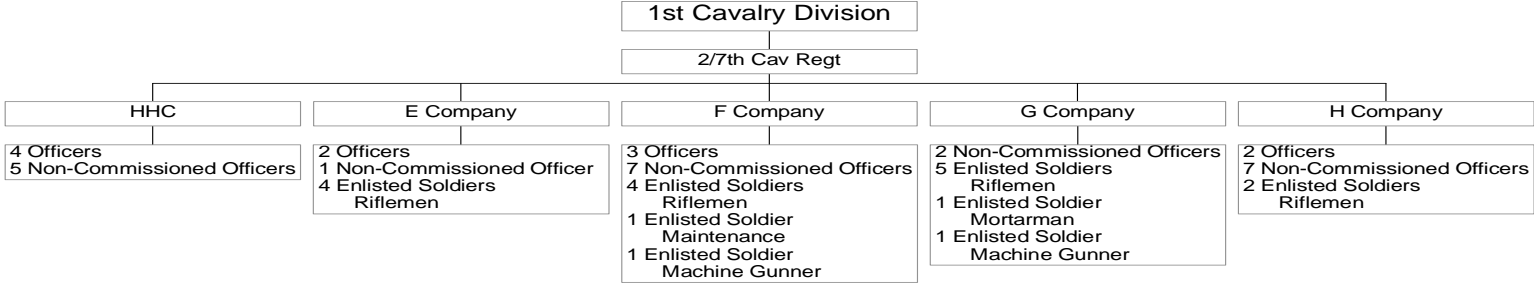 1st Cavalry Division
2/7th Cav Regt
HHC
4 Officers
5 Non-Commissioned Officers
E Company
2 Officers
1 Non-Commissioned Officer
4 Enlisted Soldiers
Riflemen
F Company
3 Officers
7 Non-Commissioned Officers
4 Enlisted Soldiers
Riflemen
1 Enlisted Soldier
Maintenance
1 Enlisted Soldier
Machine Gunner
G Company
2 Non-Commissioned Officers
5 Enlisted Soldiers
Riflemen
1 Enlisted Soldier
Mortarman
1 Enlisted Soldier
Machine Gunner
H Company
2 Officers
7 Non-Commissioned Officers
2 Enlisted Soldiers
Riflemen